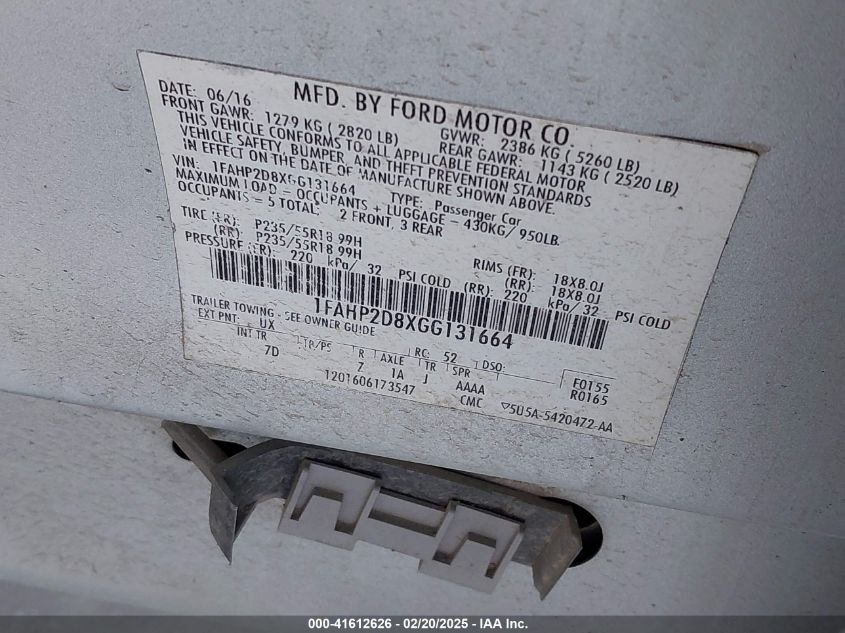 MFD. BY FORD MOTOR CO.
DATE: 06/16 GVWR: 2386 KG ( 5260 LB)
FRONT GAWR: 1279 KG ( 2820 LB) REAR GAWR: 1143 KG ( 2520 LB)
THIS VEHICLE CONFORMS TO ALL APPLICABLE FEDERAL MOTOR
VEHICLE SAFETY, BUMPER, AND THEFT PREVENTION STANDARDS
IN EFFECT ON THE DATE OF MANUFACTURE SHOWN ABOVE.
VIN: 1FAHP2D8XGG131664 TYPE: Passenger Car
MAXIMUM LOAD = OCCUPANTS + LUGGAGE = 430KG/ 950LB.
OCCUPANTS = 5 TOTAL: 2 FRONT, 3 REAR
TIRE (FR): P235/55R18 99H RIMS (FR): 18X8.0J
(RR): P235/55R18 99H (RR): 18X8.0J
PRESSURE (FR): 220 kPa/ 32 PSI COLD (RR): 220 kPa/ 32 PSI COLD
1FAHP2D8XGG131664
TRAILER TOWING - SEE OWNER GUIDE
EXT PNT: UX RC: 52 DSO: F0155
INT TR TP/PS R AXLE TR SPR R0165
7D Z 1A J AAAA
1201606173547 CMC ▽5U5A-5420472-AA
000-41612626 - 02/20/2025 - IAA Inc.